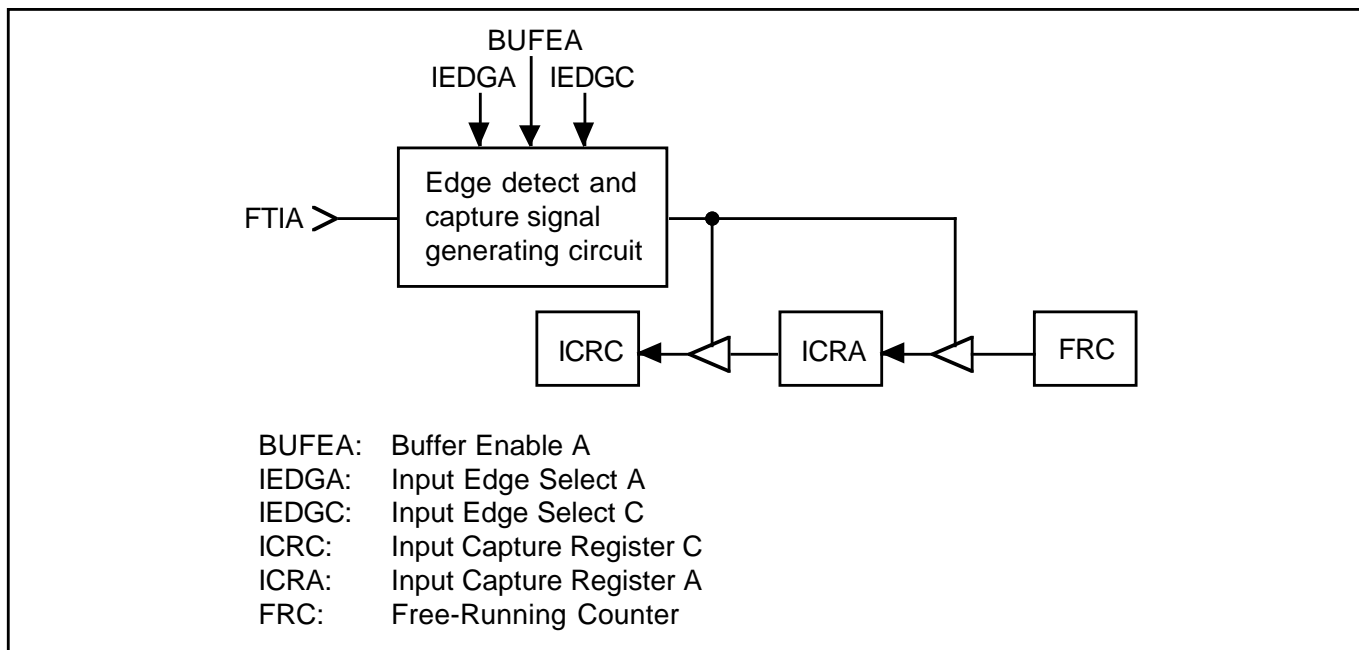 BUFEA
IEDGA IEDGC
FTIA
Edge detect and
capture signal
generating circuit
ICRC ICRA FRC
BUFEA: Buffer Enable A
IEDGA: Input Edge Select A
IEDGC: Input Edge Select C
ICRC: Input Capture Register C
ICRA: Input Capture Register A
FRC: Free-Running Counter